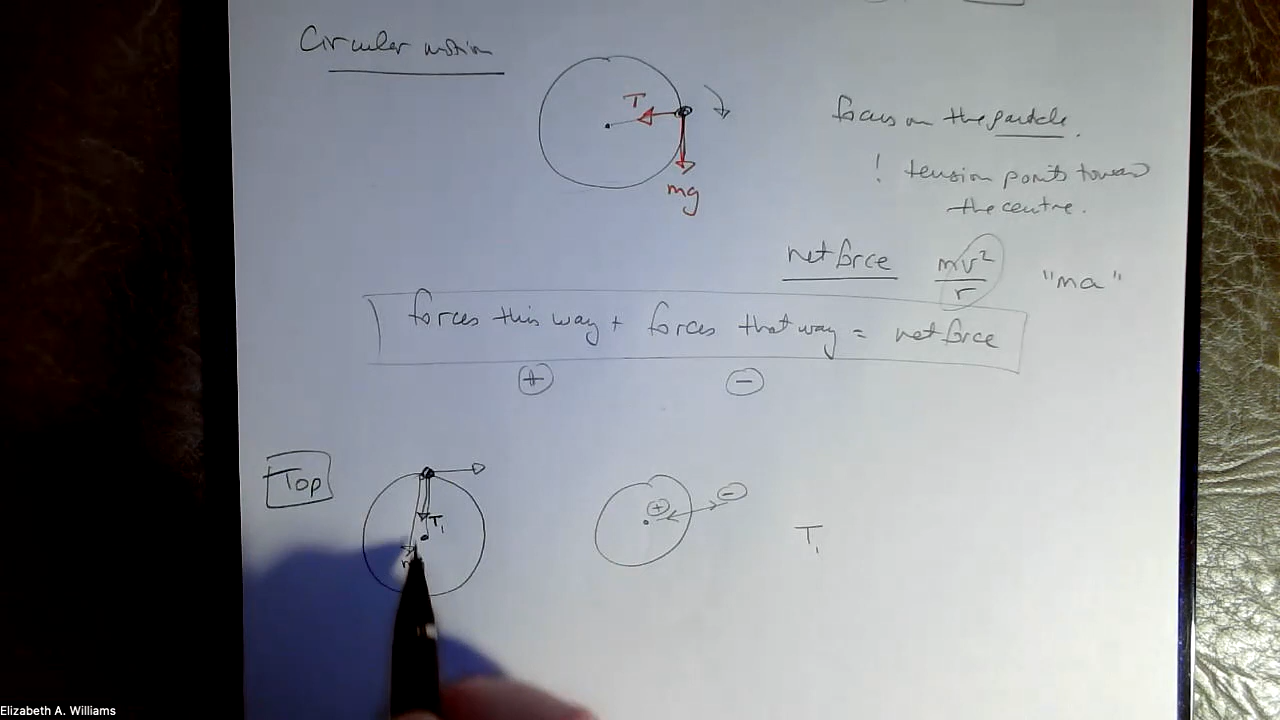 Circular motion
T
mg
focus on the particle.
! tension points toward
the centre.
net force mv²/r "ma"
forces this way + forces that way = net force
+ −
Top
T₁
m
+ −
T₁
Elizabeth A. Williams